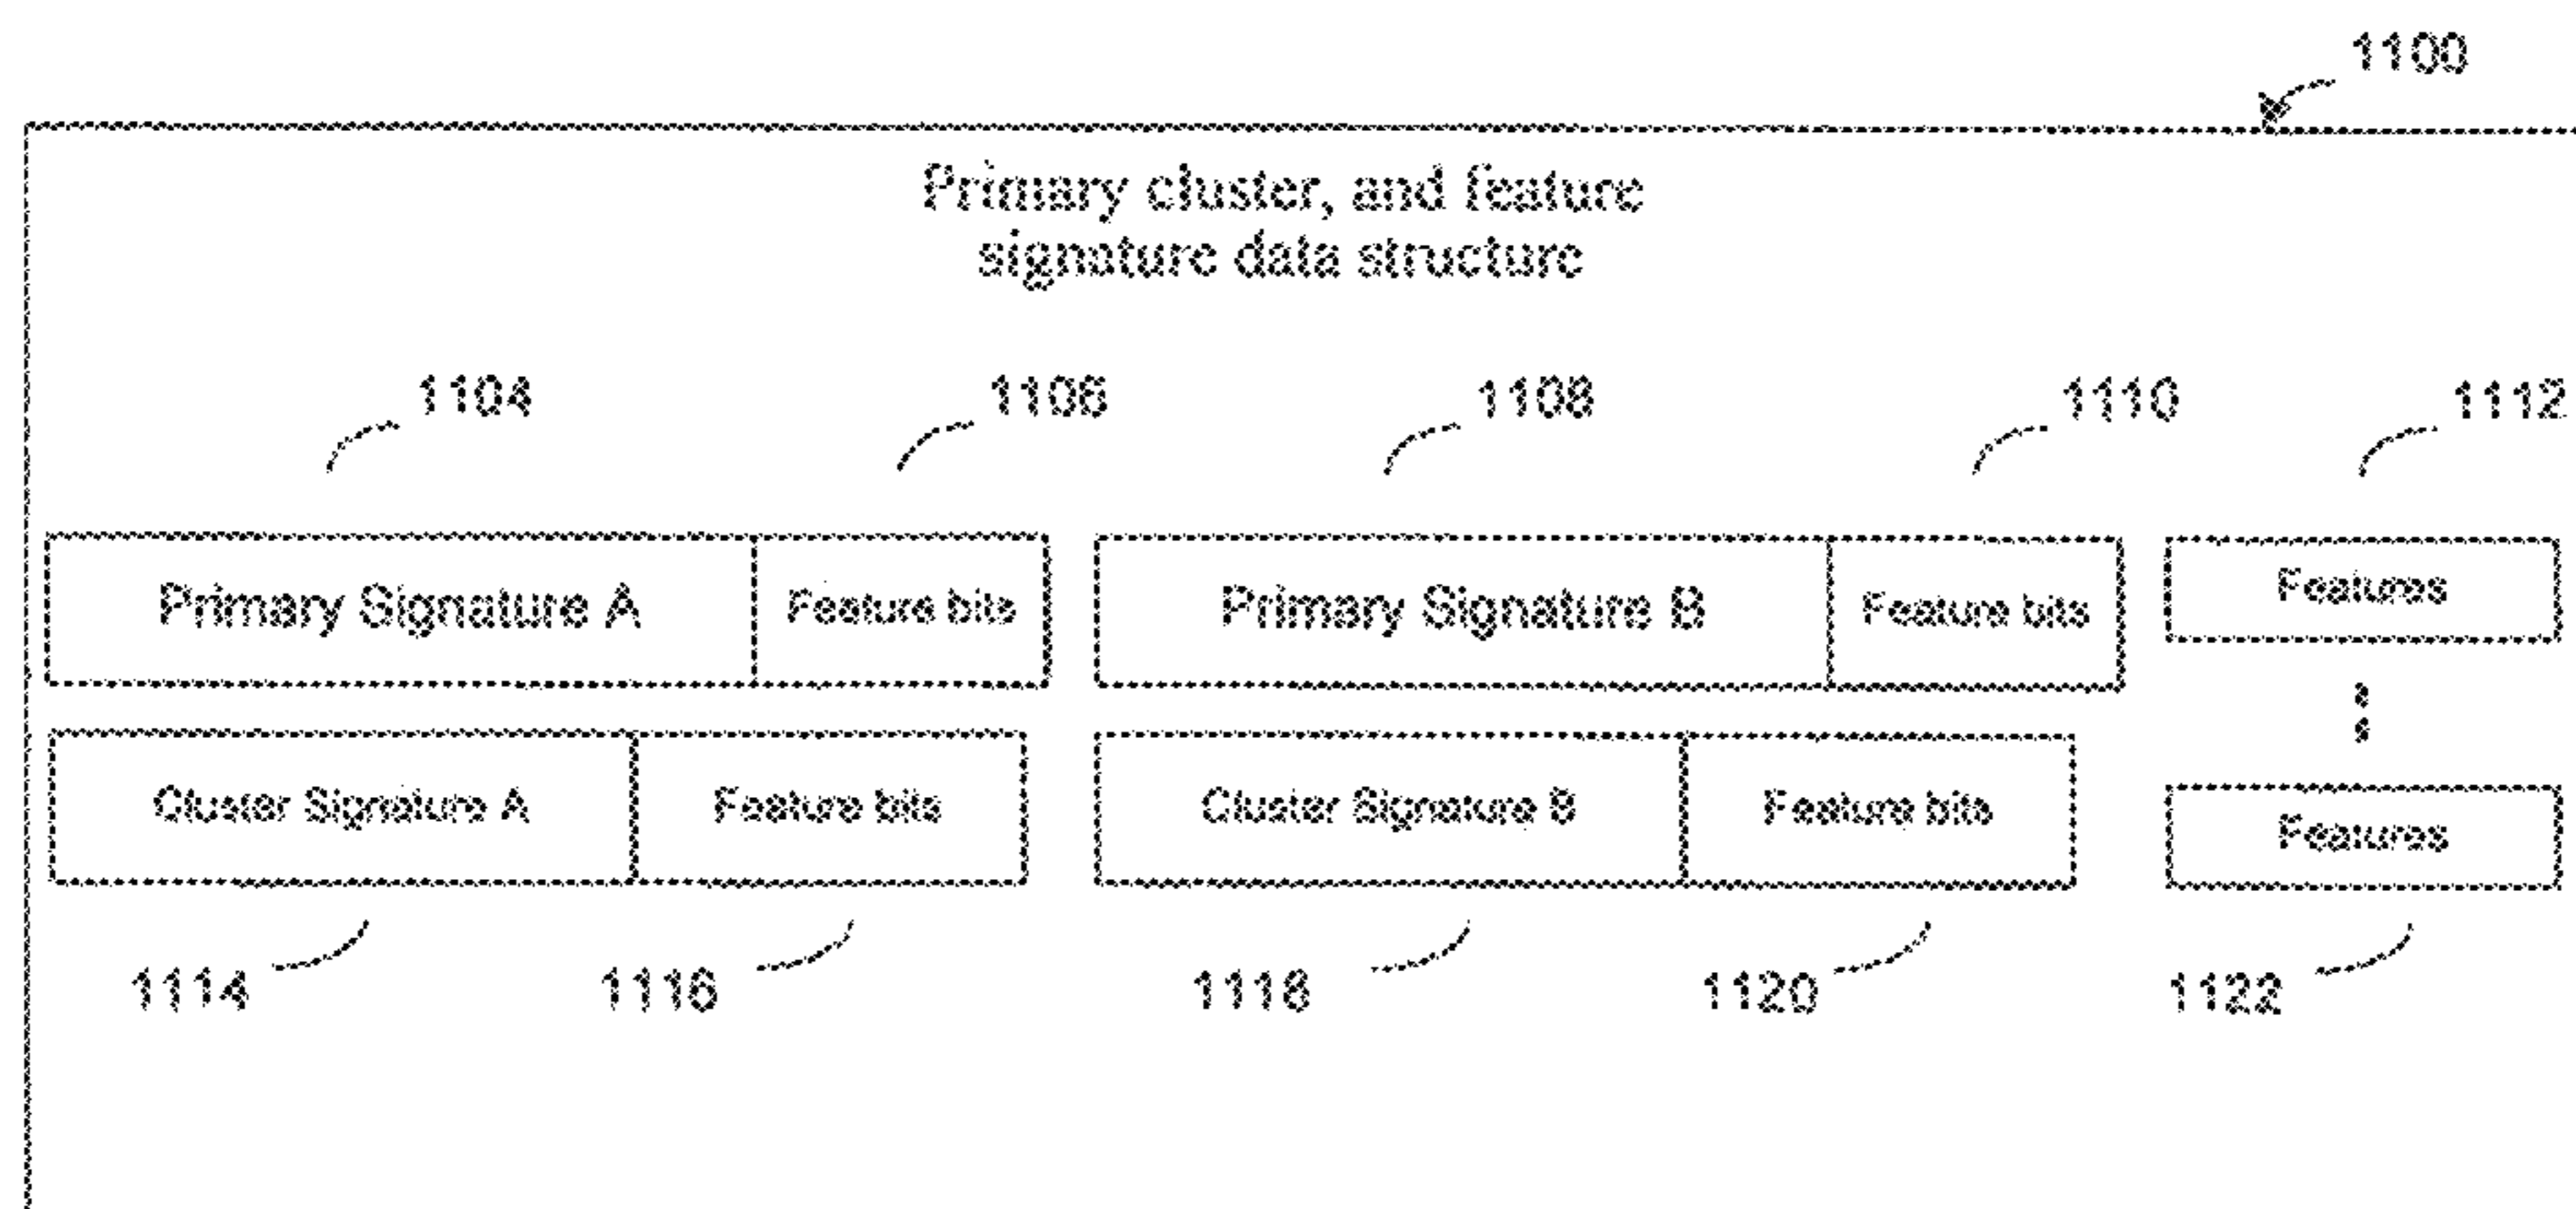 1100
Primary cluster, and feature
signature data structure
1104 1106 1108 1110 1112
Primary Signature A Feature bits Primary Signature B Feature bits Features
Cluster Signature A Feature bits Cluster Signature B Feature bits Features
1114 1116 1118 1120 1122